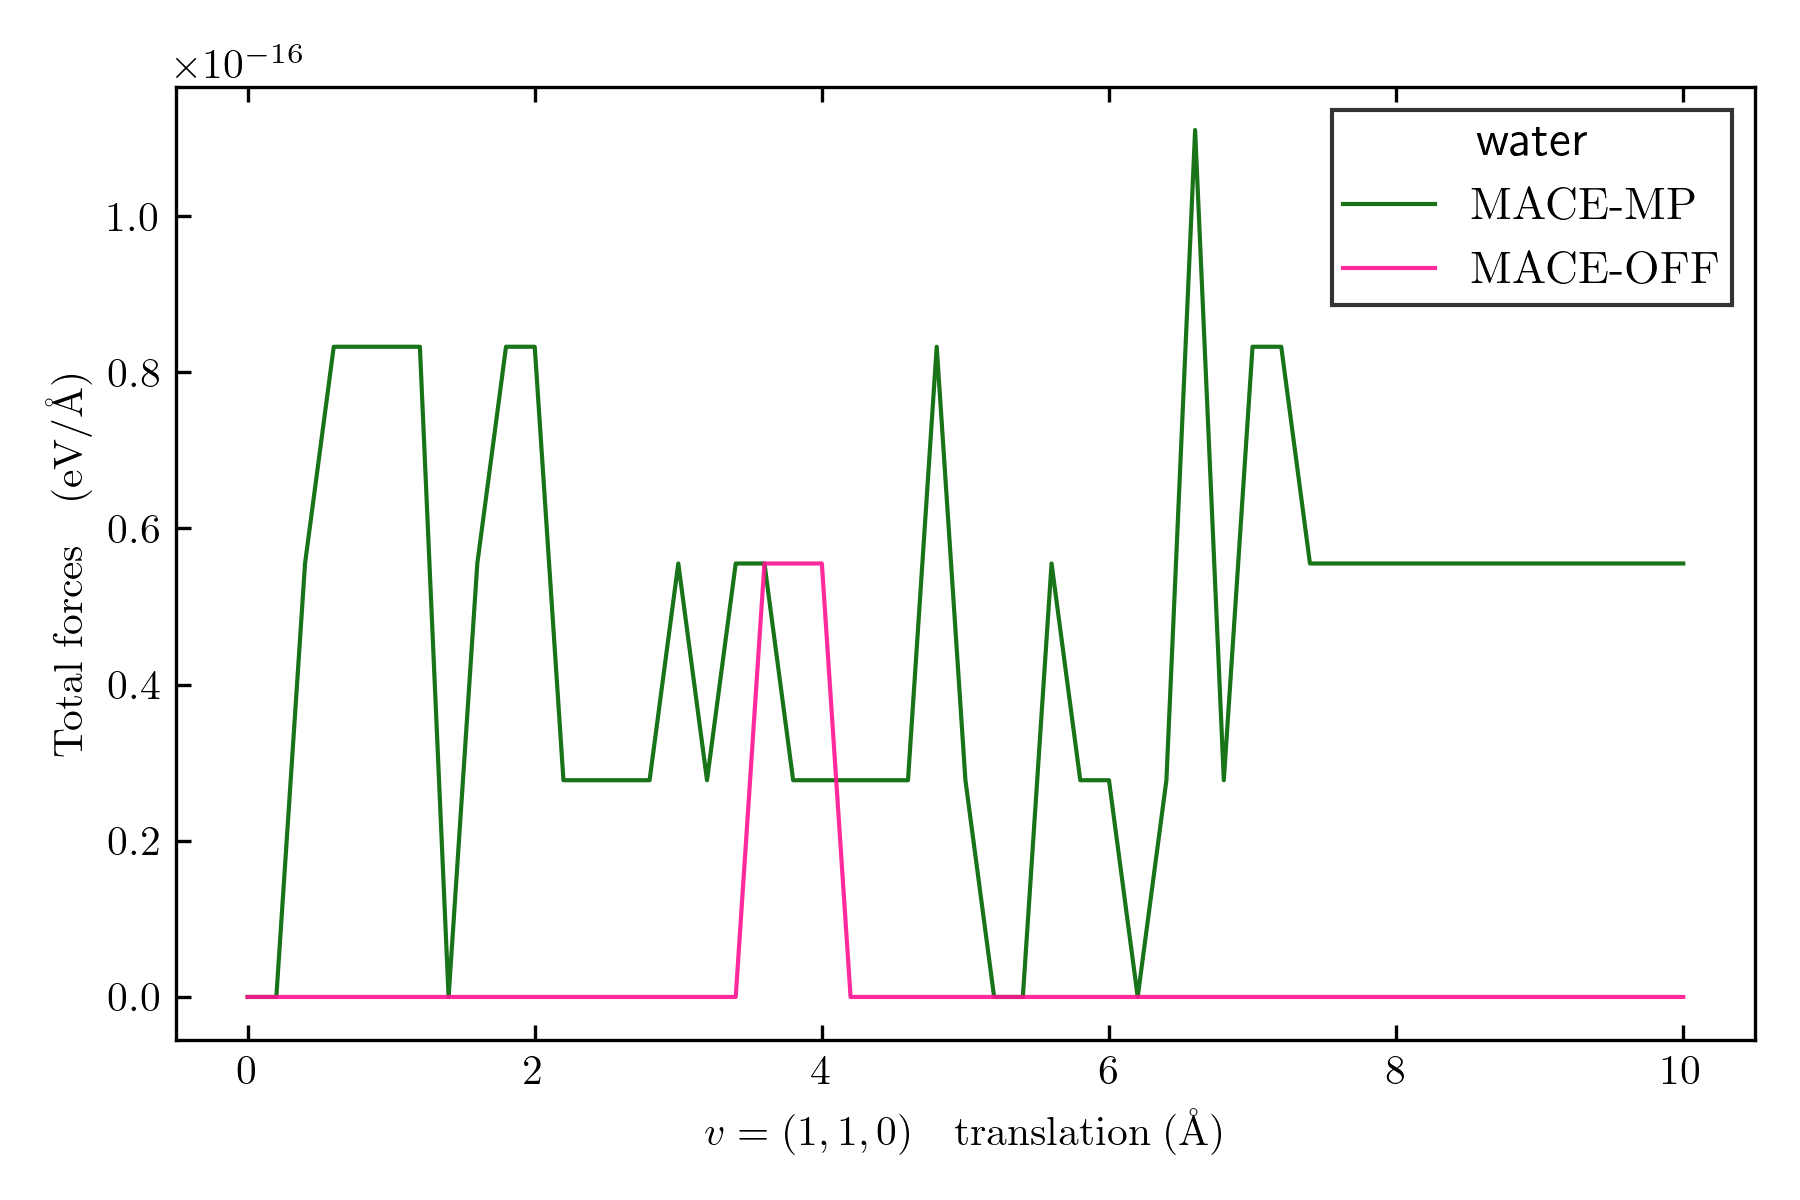 ×10⁻¹⁶
Total forces (eV/Å)
1.0
0.8
0.6
0.4
0.2
0.0
water
MACE-MP
MACE-OFF
0 2 4 6 8 10
v = (1, 1, 0) translation (Å)